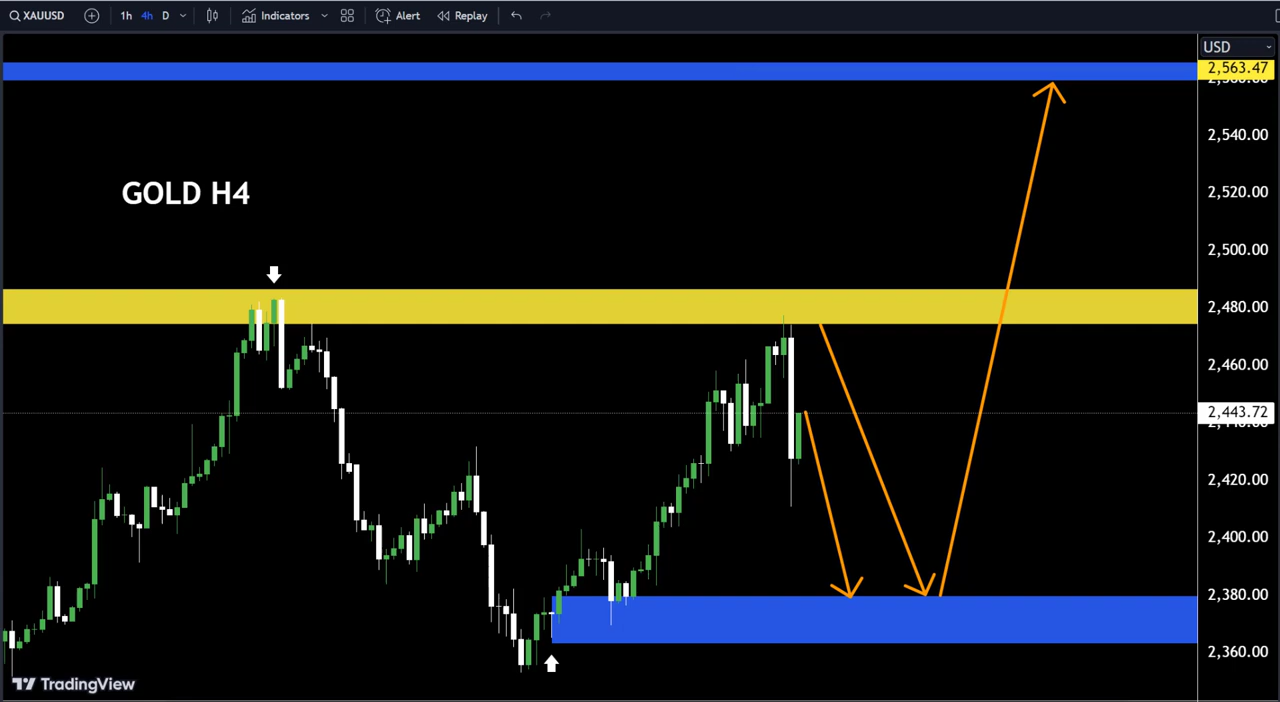 XAUUSD 1h 4h D Indicators Alert Replay
USD
2,563.47
2,540.00
2,520.00
GOLD H4
2,500.00
2,480.00
2,460.00
2,443.72
2,420.00
2,400.00
2,380.00
2,360.00
TradingView